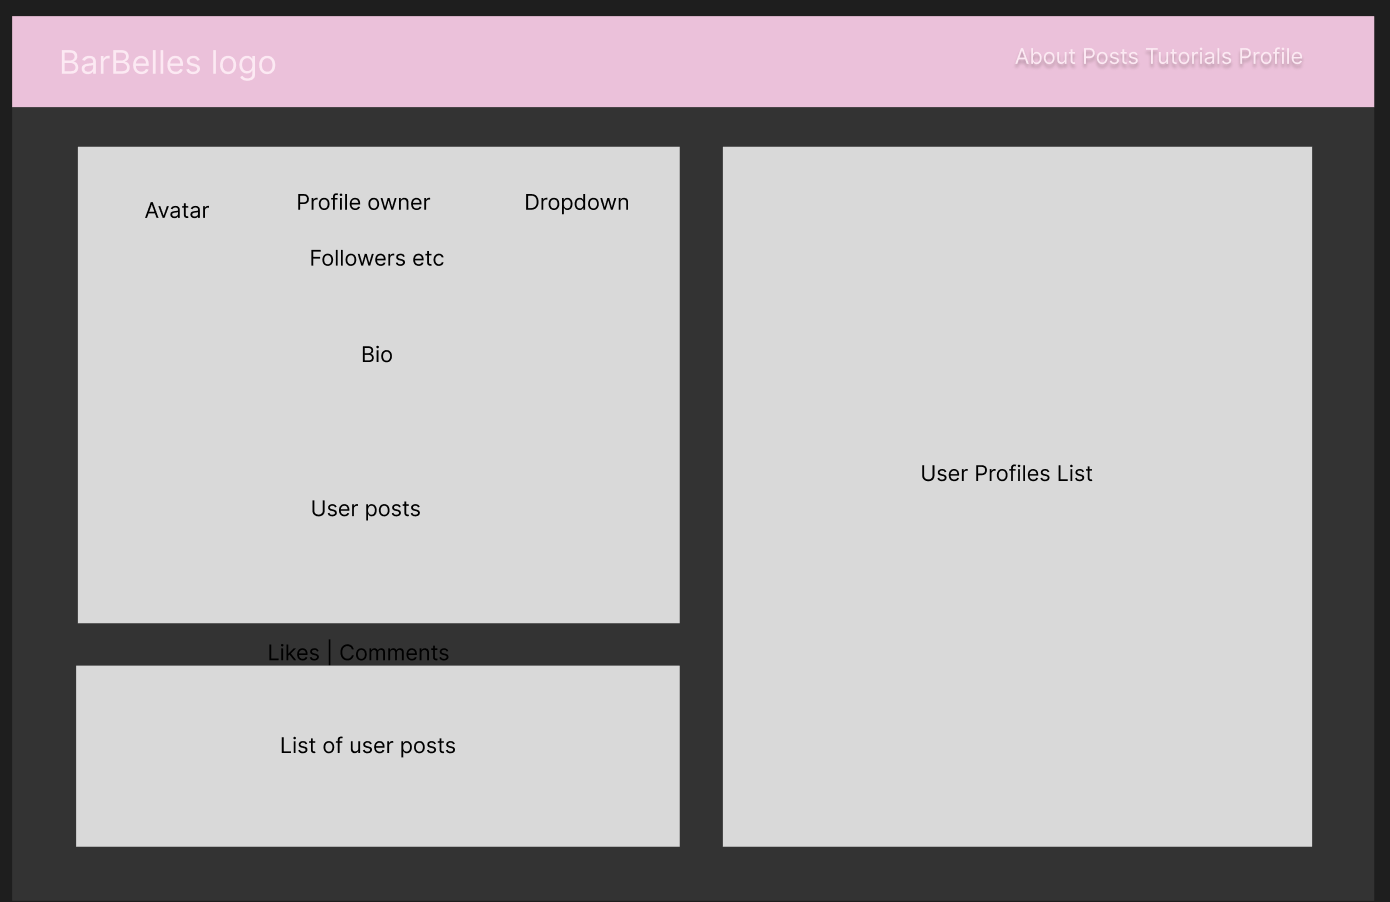 BarBelles logo
About Posts Tutorials Profile
Avatar
Profile owner
Dropdown
Followers etc
Bio
User posts
Likes | Comments
List of user posts
User Profiles List